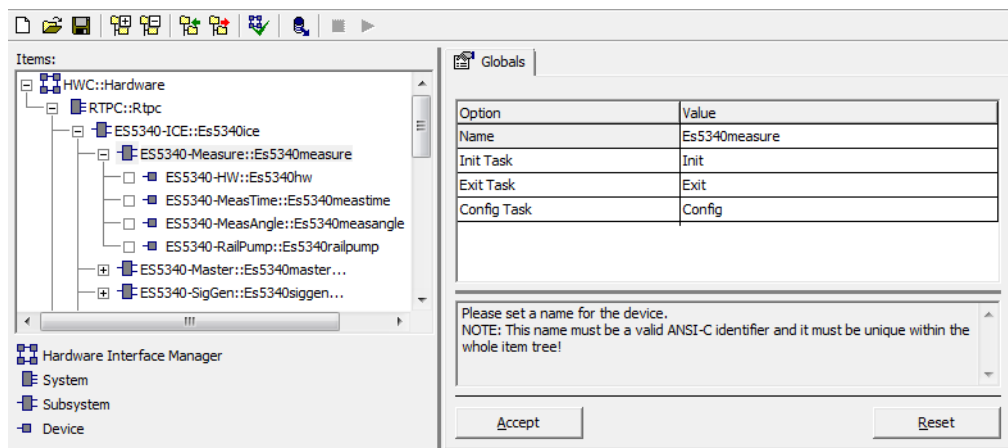 Items:
HWC::Hardware
RTPC::Rtpc
ES5340-ICE::Es5340ice
ES5340-Measure::Es5340measure
ES5340-HW::Es5340hw
ES5340-MeasTime::Es5340meastime
ES5340-MeasAngle::Es5340measangle
ES5340-RailPump::Es5340railpump
ES5340-Master::Es5340master...
ES5340-SigGen::Es5340siggen...
Hardware Interface Manager
System
Subsystem
Device
Globals
Option Value
Name Es5340measure
Init Task Init
Exit Task Exit
Config Task Config
Please set a name for the device.
NOTE: This name must be a valid ANSI-C identifier and it must be unique within the
whole item tree!
Accept Reset